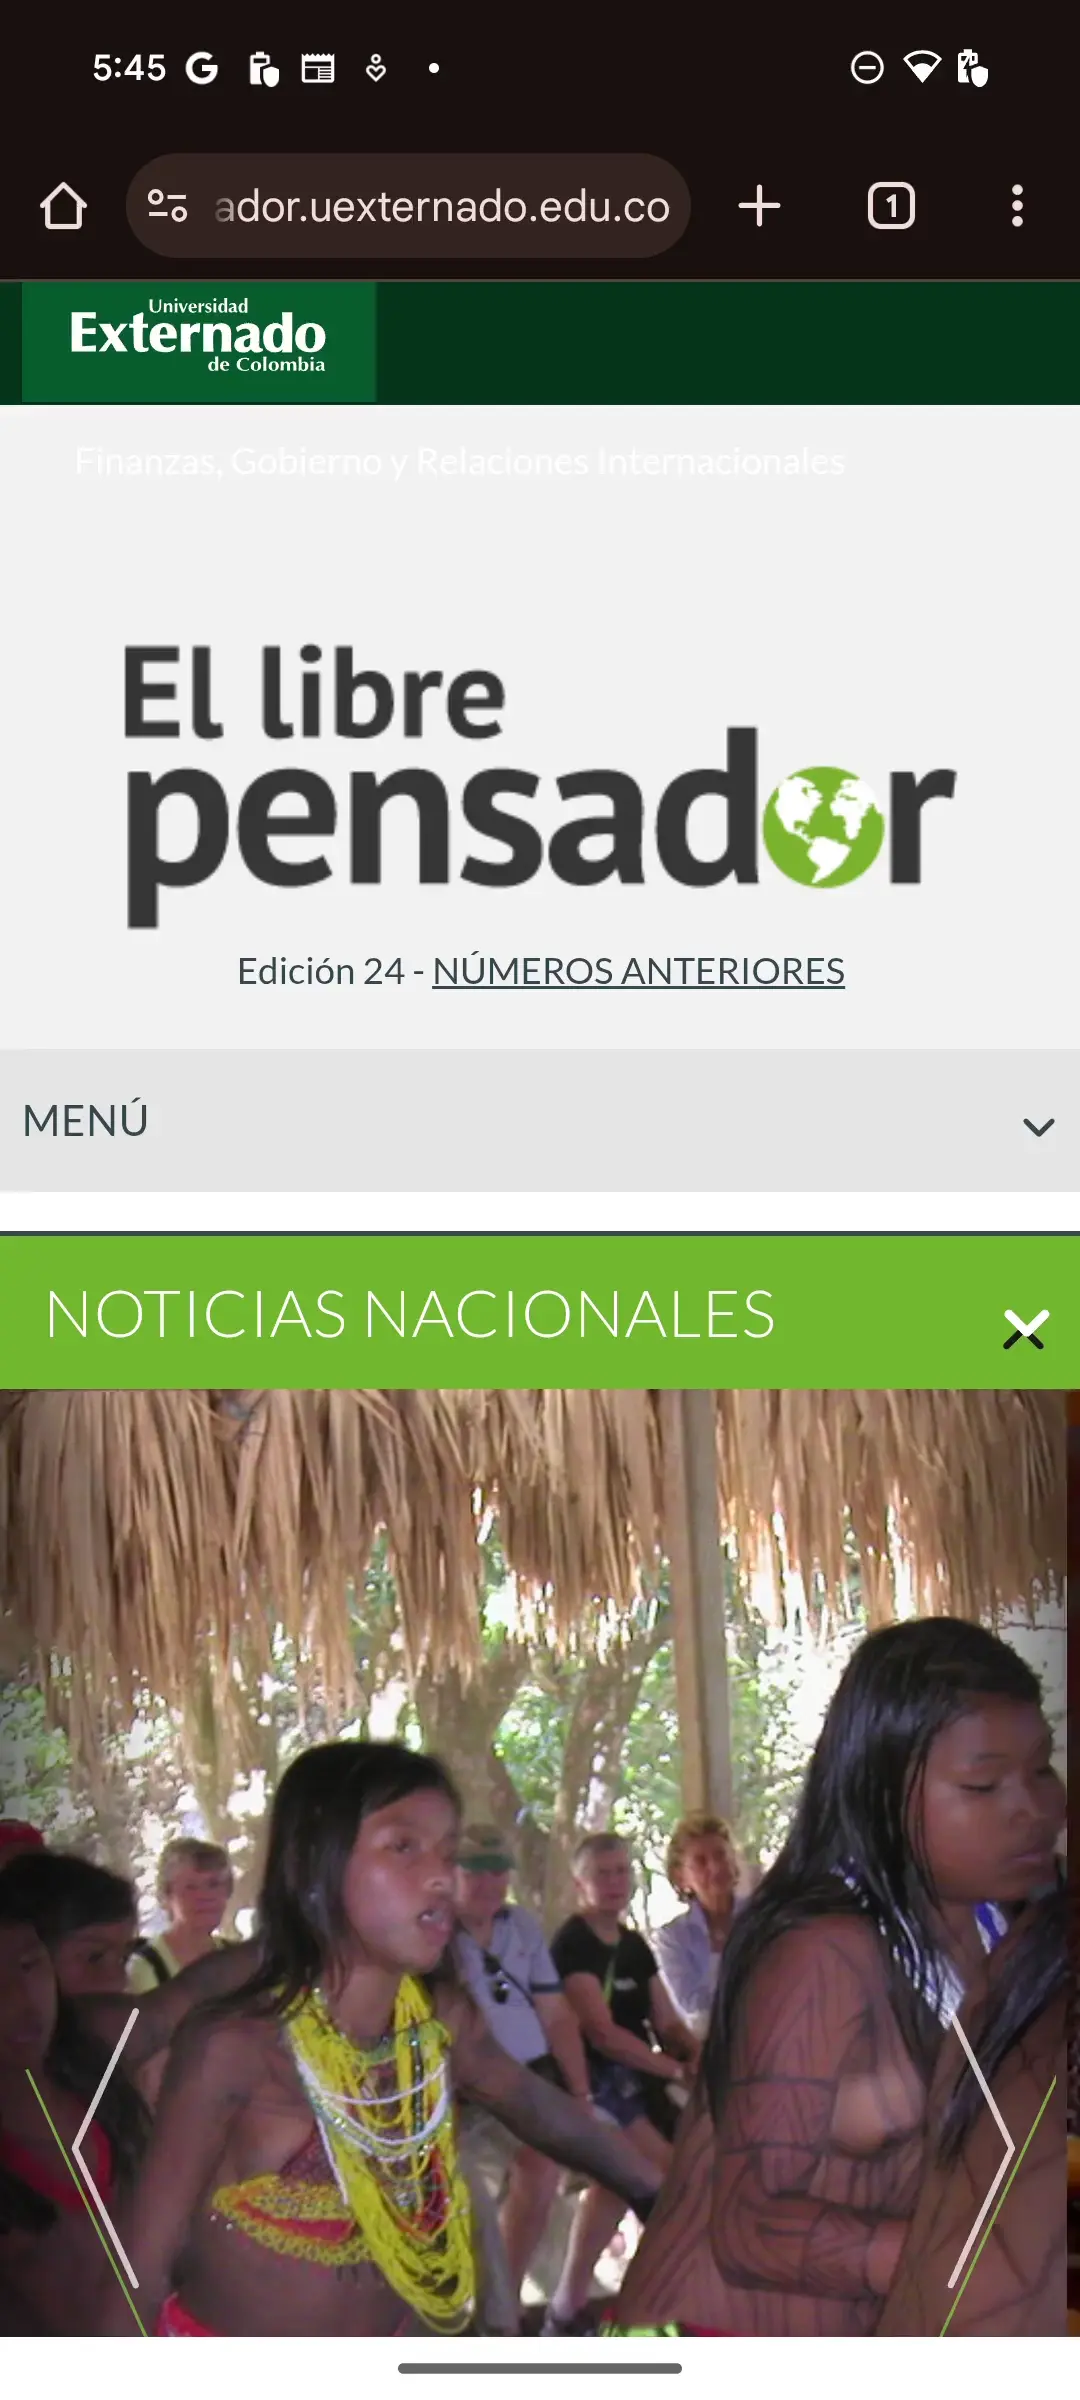 5:45
ador.uexternado.edu.co
1
Universidad
Externado
de Colombia
Finanzas, Gobierno y Relaciones Internacionales
El libre
pensador
Edición 24 - NÚMEROS ANTERIORES
MENÚ
NOTICIAS NACIONALES